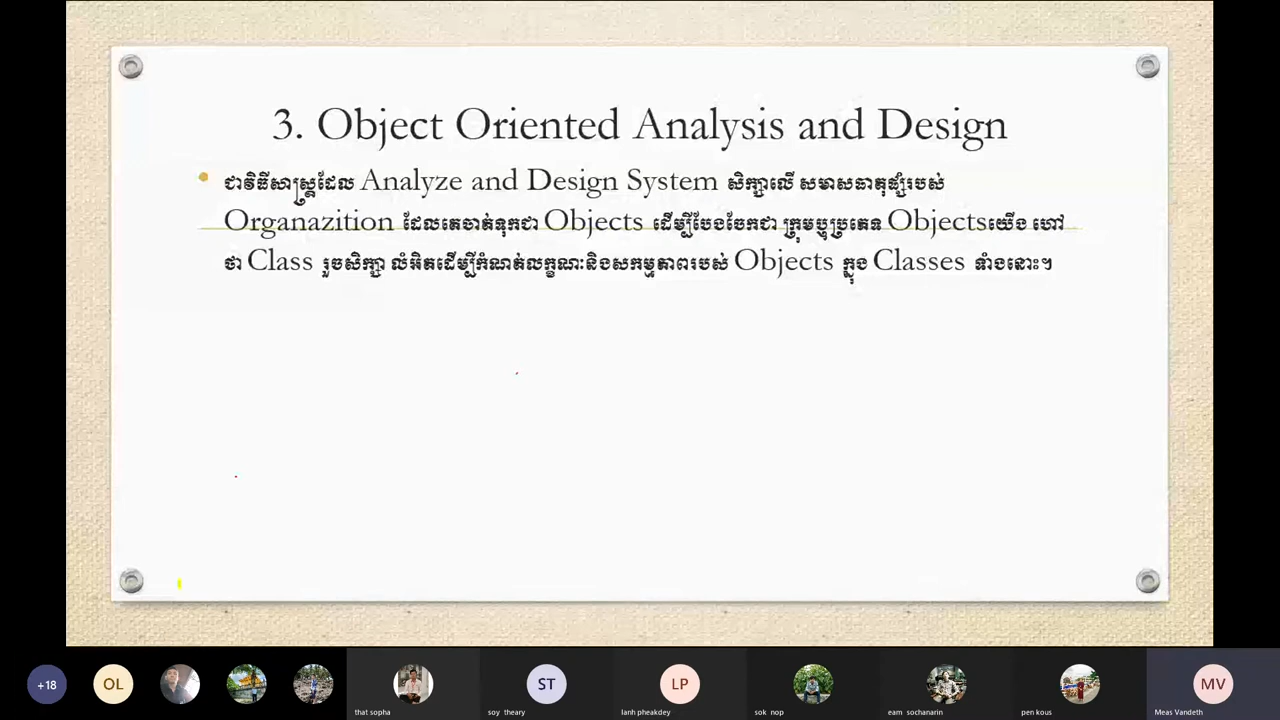 3. Object Oriented Analysis and Design
ជាវិធីសាស្ត្រដែល Analyze and Design System សិក្សាលើ សមាសធាតុផ្សំរបស់
Organazition ដែលគេចាត់ទុកជា Objects ដើម្បីបែងចែកជា ក្រុមឬប្រភេទ Objectsយើង ហៅ
ថា Class រួចសិក្សា លំអិតដើម្បីកំណត់លក្ខណៈនិងសកម្មភាពរបស់ Objects ក្នុង Classes ទាំងនោះ។
+18
OL
ST
LP
MV
that sopha
soy theary
lanh pheakdey
sok nop
eam sochanarin
pen kous
Meas Vandeth